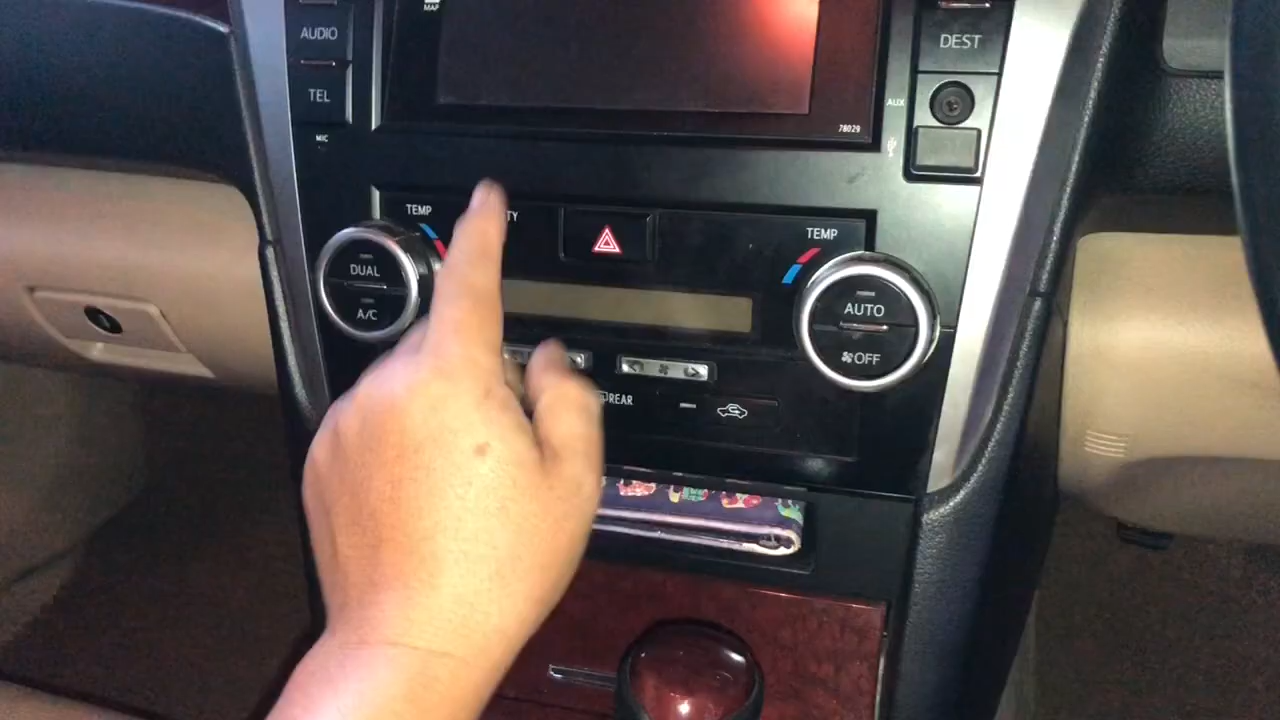 MAP
AUDIO
TEL
MIC
DEST
AUX
78029
TEMP
TEMP
DUAL
A/C
AUTO
OFF
REAR